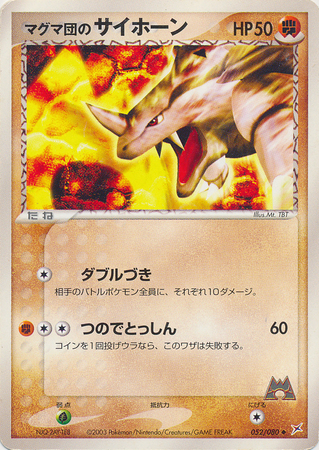 マグマ団の サイホーン HP50
Illus.Mr. TBT
たね
ダブルづき
相手のバトルポケモン全員に、それぞれ10ダメージ。
つのでとっしん 60
コインを1回投げウラなら、このワザは失敗する。
弱点 抵抗力 にげる
©2003 Pokémon/Nintendo/Creatures/GAME FREAK.
052/080